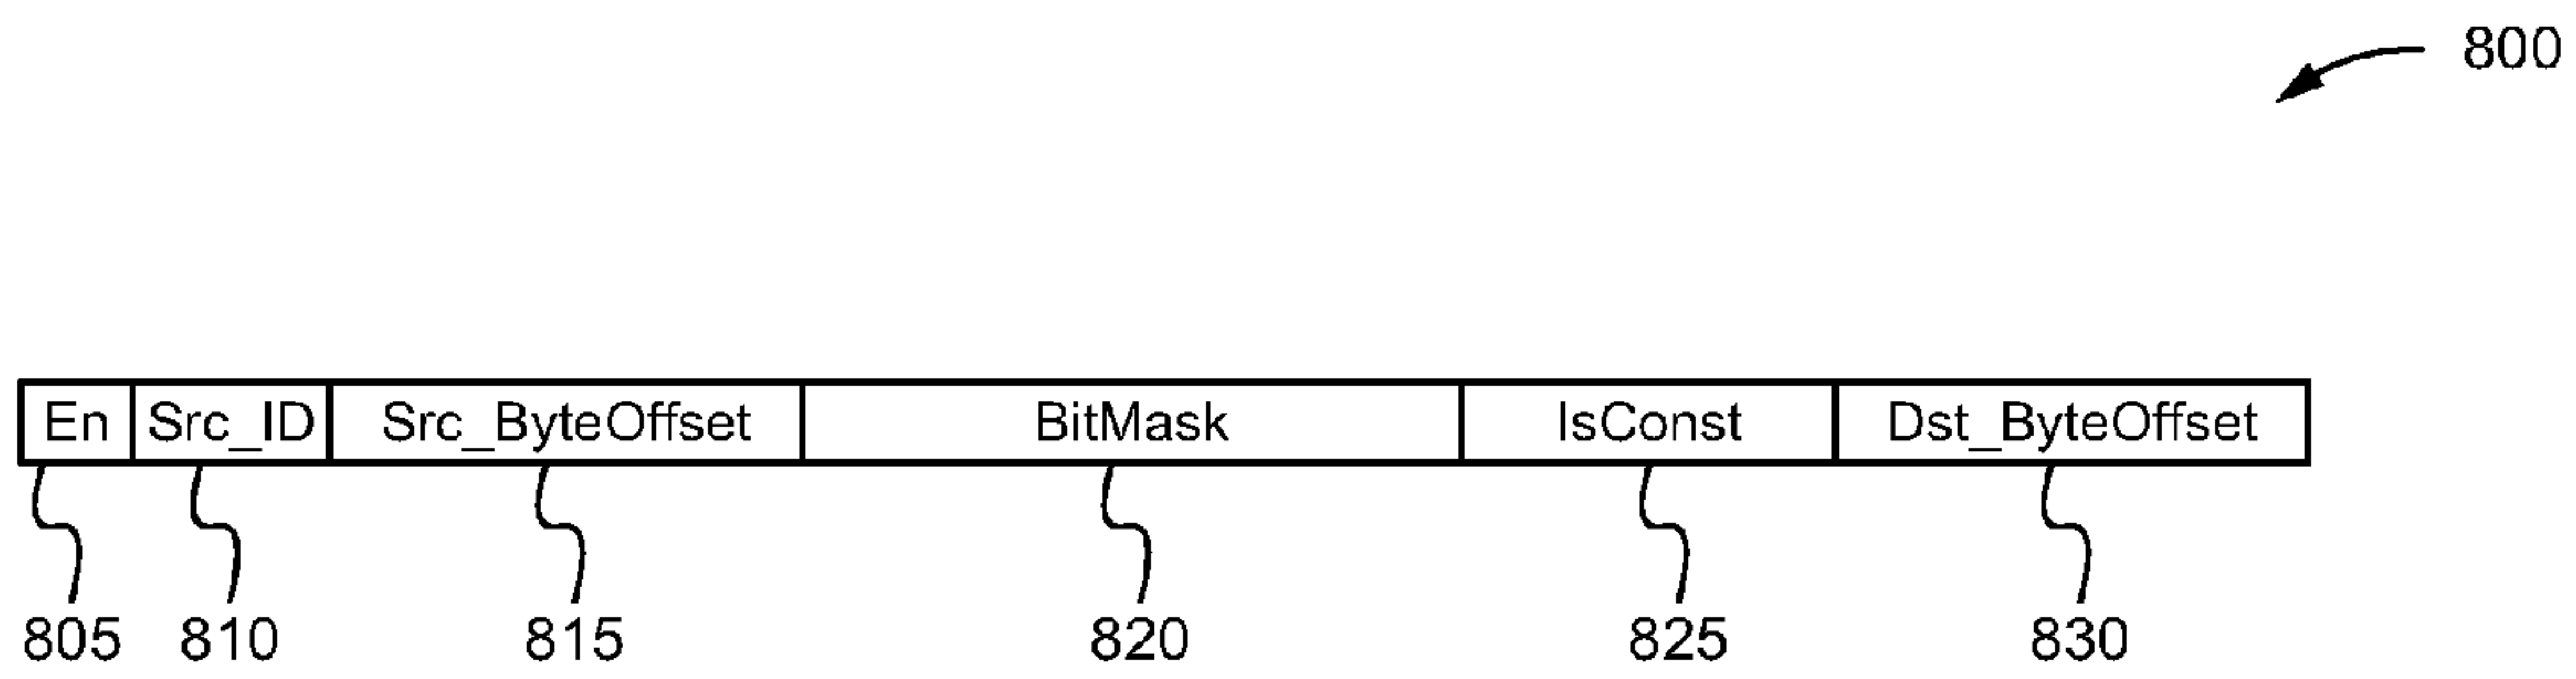 800
En Src_ID Src_ByteOffset BitMask IsConst Dst_ByteOffset
805 810 815 820 825 830